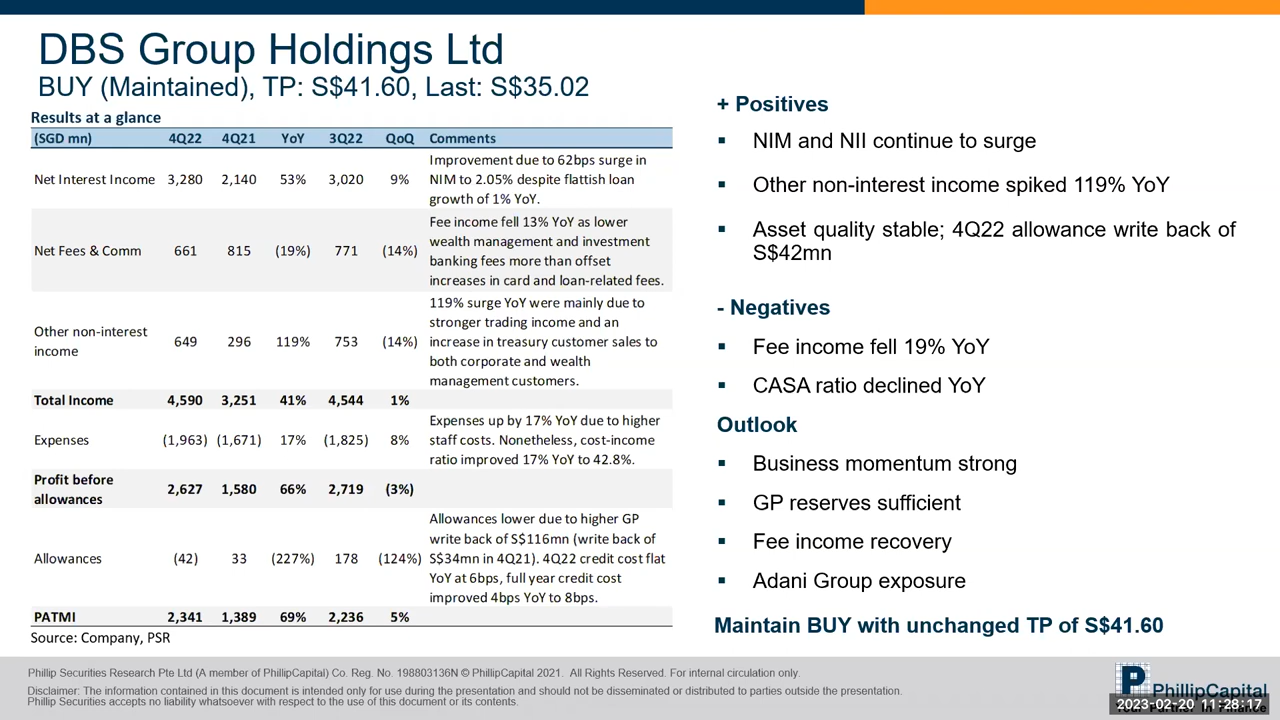 DBS Group Holdings Ltd
BUY (Maintained), TP: S$41.60, Last: S$35.02
Results at a glance
(SGD mn) 4Q22 4Q21 YoY 3Q22 QoQ Comments
Improvement due to 62bps surge in
Net Interest Income 3,280 2,140 53% 3,020 9% NIM to 2.05% despite flattish loan
growth of 1% YoY.
Fee income fell 13% YoY as lower
wealth management and investment
Net Fees & Comm 661 815 (19%) 771 (14%) banking fees more than offset
increases in card and loan-related fees.
119% surge YoY were mainly due to
stronger trading income and an
Other non-interest
income 649 296 119% 753 (14%) increase in treasury customer sales to
both corporate and wealth
management customers.
Total Income 4,590 3,251 41% 4,544 1%
Expenses up by 17% YoY due to higher
Expenses (1,963) (1,671) 17% (1,825) 8% staff costs. Nonetheless, cost-income
ratio improved 17% YoY to 42.8%.
Profit before
allowances 2,627 1,580 66% 2,719 (3%)
Allowances lower due to higher GP
write back of S$116mn (write back of
Allowances (42) 33 (227%) 178 (124%) S$34mn in 4Q21). 4Q22 credit cost flat
YoY at 6bps, full year credit cost
improved 4bps YoY to 8bps.
PATMI 2,341 1,389 69% 2,236 5%
Source: Company, PSR
+ Positives
▪ NIM and NII continue to surge
▪ Other non-interest income spiked 119% YoY
▪ Asset quality stable; 4Q22 allowance write back of
S$42mn
- Negatives
▪ Fee income fell 19% YoY
▪ CASA ratio declined YoY
Outlook
▪ Business momentum strong
▪ GP reserves sufficient
▪ Fee income recovery
▪ Adani Group exposure
Maintain BUY with unchanged TP of S$41.60
Phillip Securities Research Pte Ltd (A member of PhillipCapital) Co. Reg. No. 198803136N © PhillipCapital 2021. All Rights Reserved. For internal circulation only.
Disclaimer: The information contained in this document is intended only for use during the presentation and should not be disseminated or distributed to parties outside the presentation.
Phillip Securities accepts no liability whatsoever with respect to the use of this document or its contents.
PhillipCapital
Your Partner In Finance
2023-02-20 11:28:17